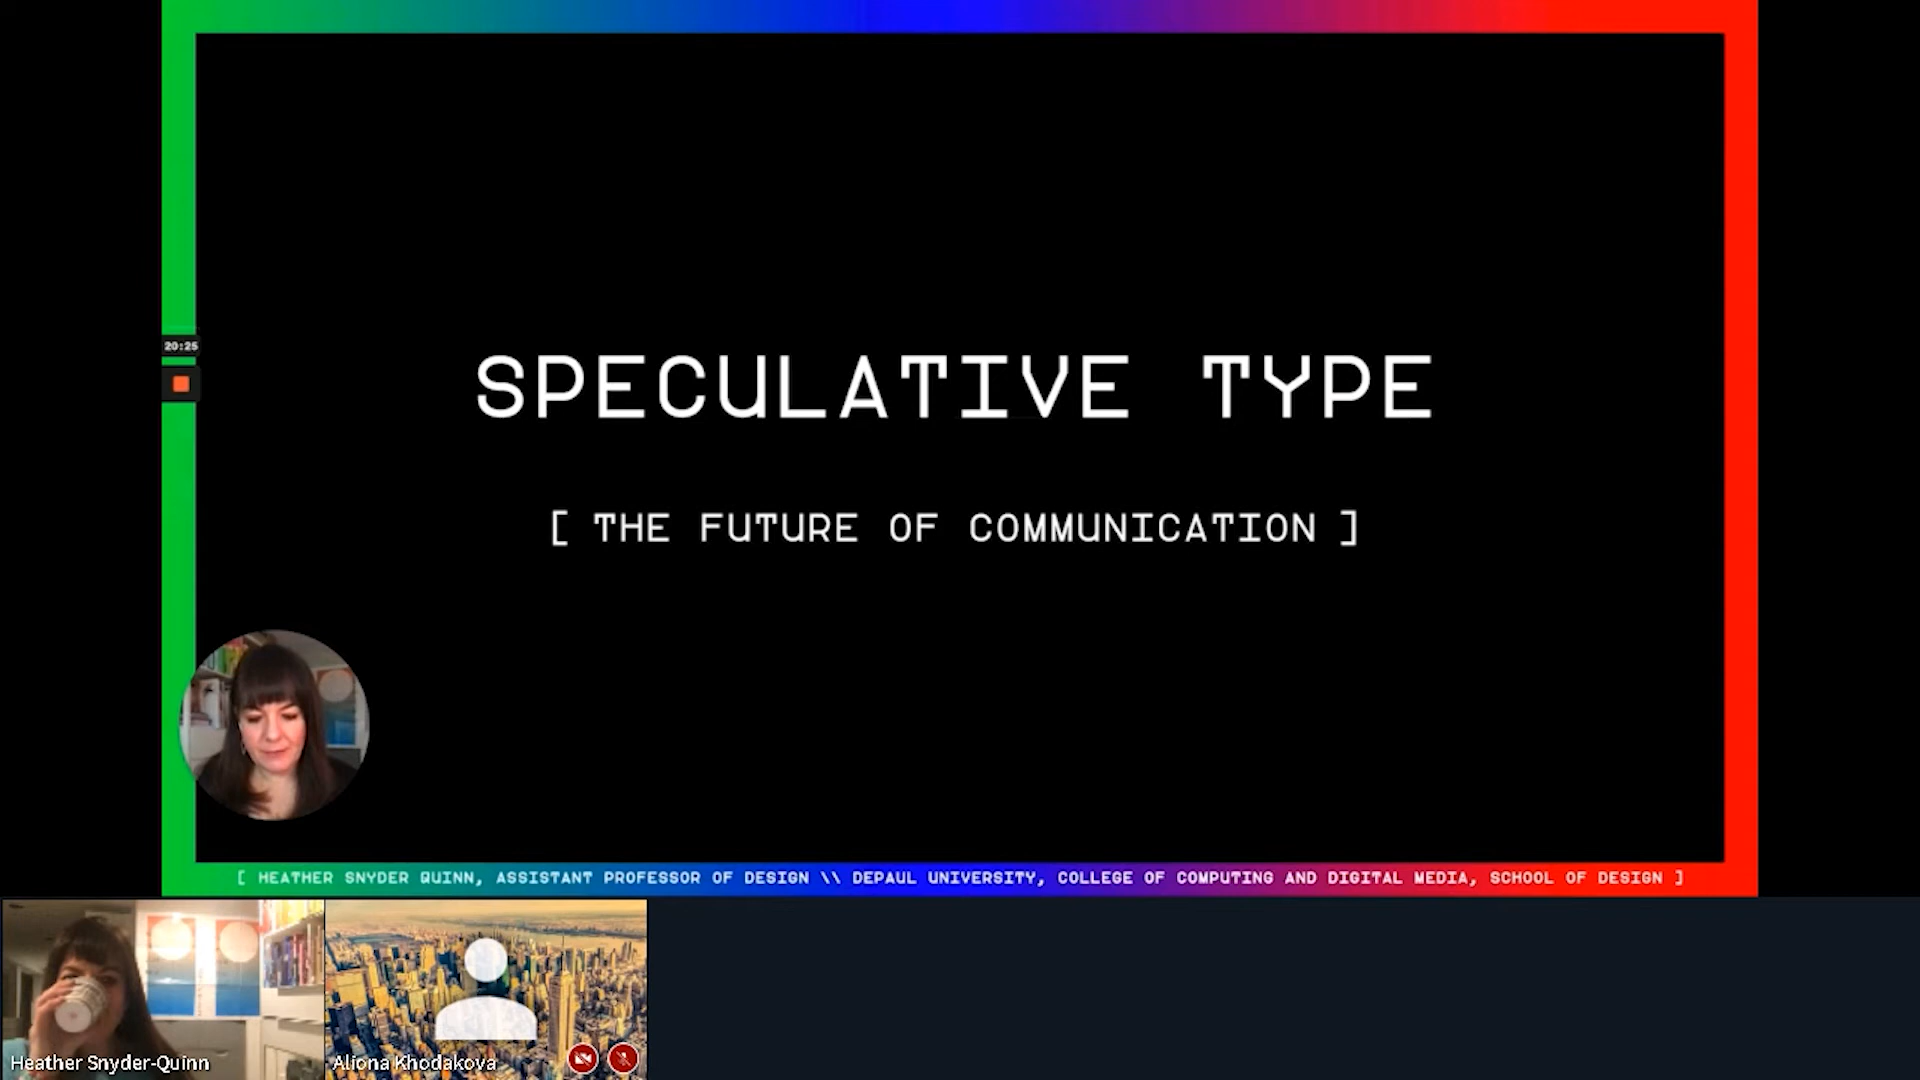 20:25
SPECULATIVE TYPE
[ THE FUTURE OF COMMUNICATION ]
[ HEATHER SNYDER QUINN, ASSISTANT PROFESSOR OF DESIGN \\ DEPAUL UNIVERSITY, COLLEGE OF COMPUTING AND DIGITAL MEDIA, SCHOOL OF DESIGN ]
Heather Snyder-Quinn
Aliona Khodakova